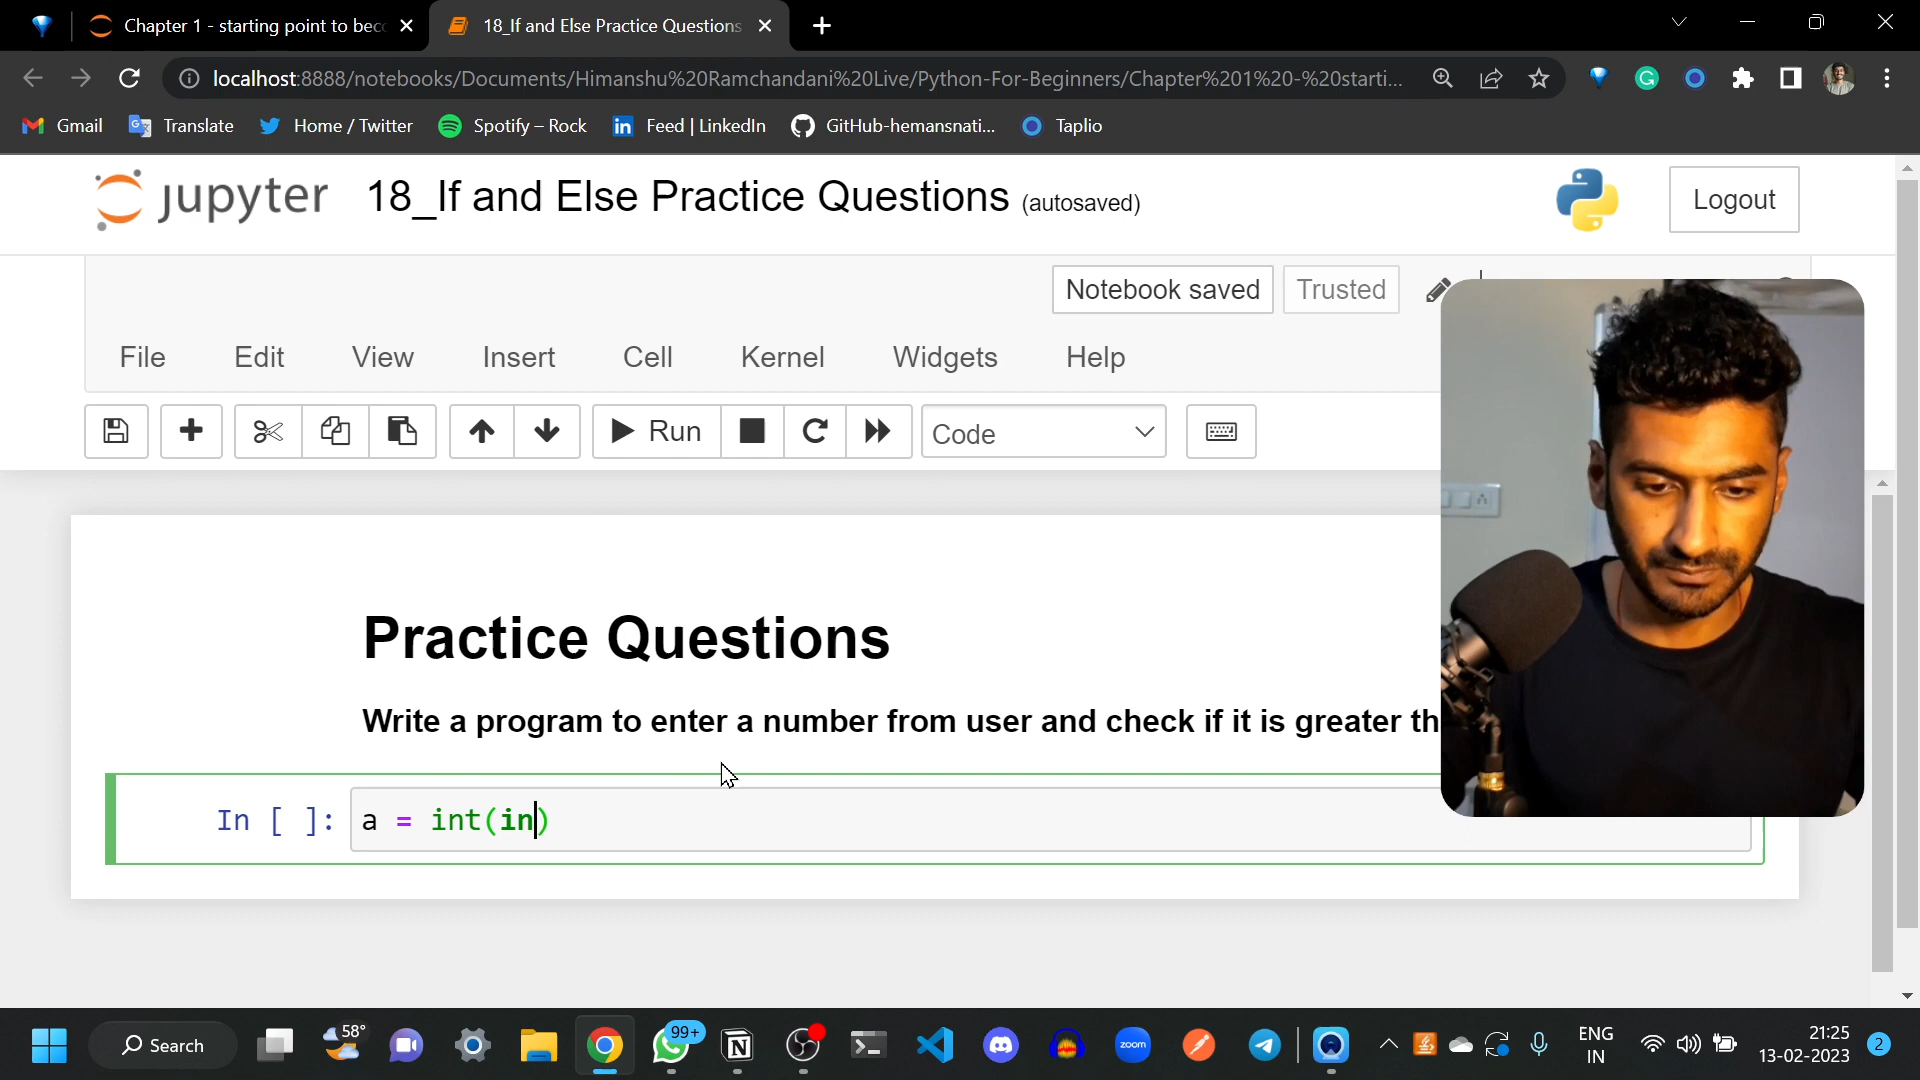 Chapter 1 - starting point to bec
18_If and Else Practice Questions
localhost:8888/notebooks/Documents/Himanshu%20Ramchandani%20Live/Python-For-Beginners/Chapter%201%20-%20starti...
Gmail Translate Home / Twitter Spotify – Rock Feed | LinkedIn GitHub-hemansnati... Taplio
jupyter 18_If and Else Practice Questions (autosaved)
Logout
Notebook saved Trusted
File Edit View Insert Cell Kernel Widgets Help
Run Code
Practice Questions
Write a program to enter a number from user and check if it is greater th
In [ ]: a = int(in)
Search
58°
99+
zoom
ENG
IN
21:25
13-02-2023
2